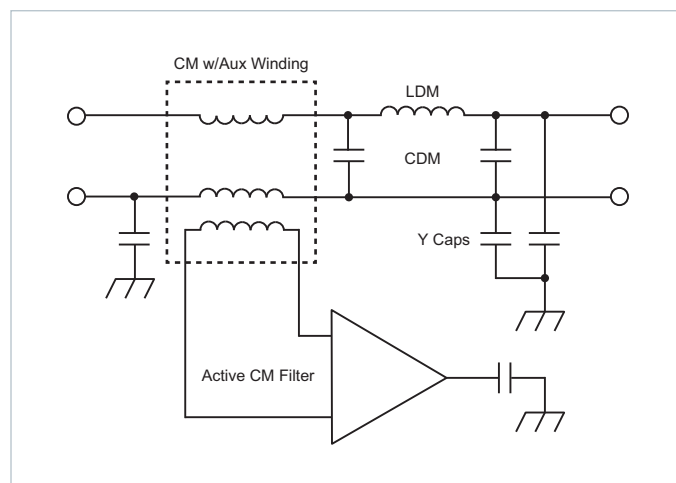 CM w/Aux Winding
LDM
CDM
Y Caps
Active CM Filter